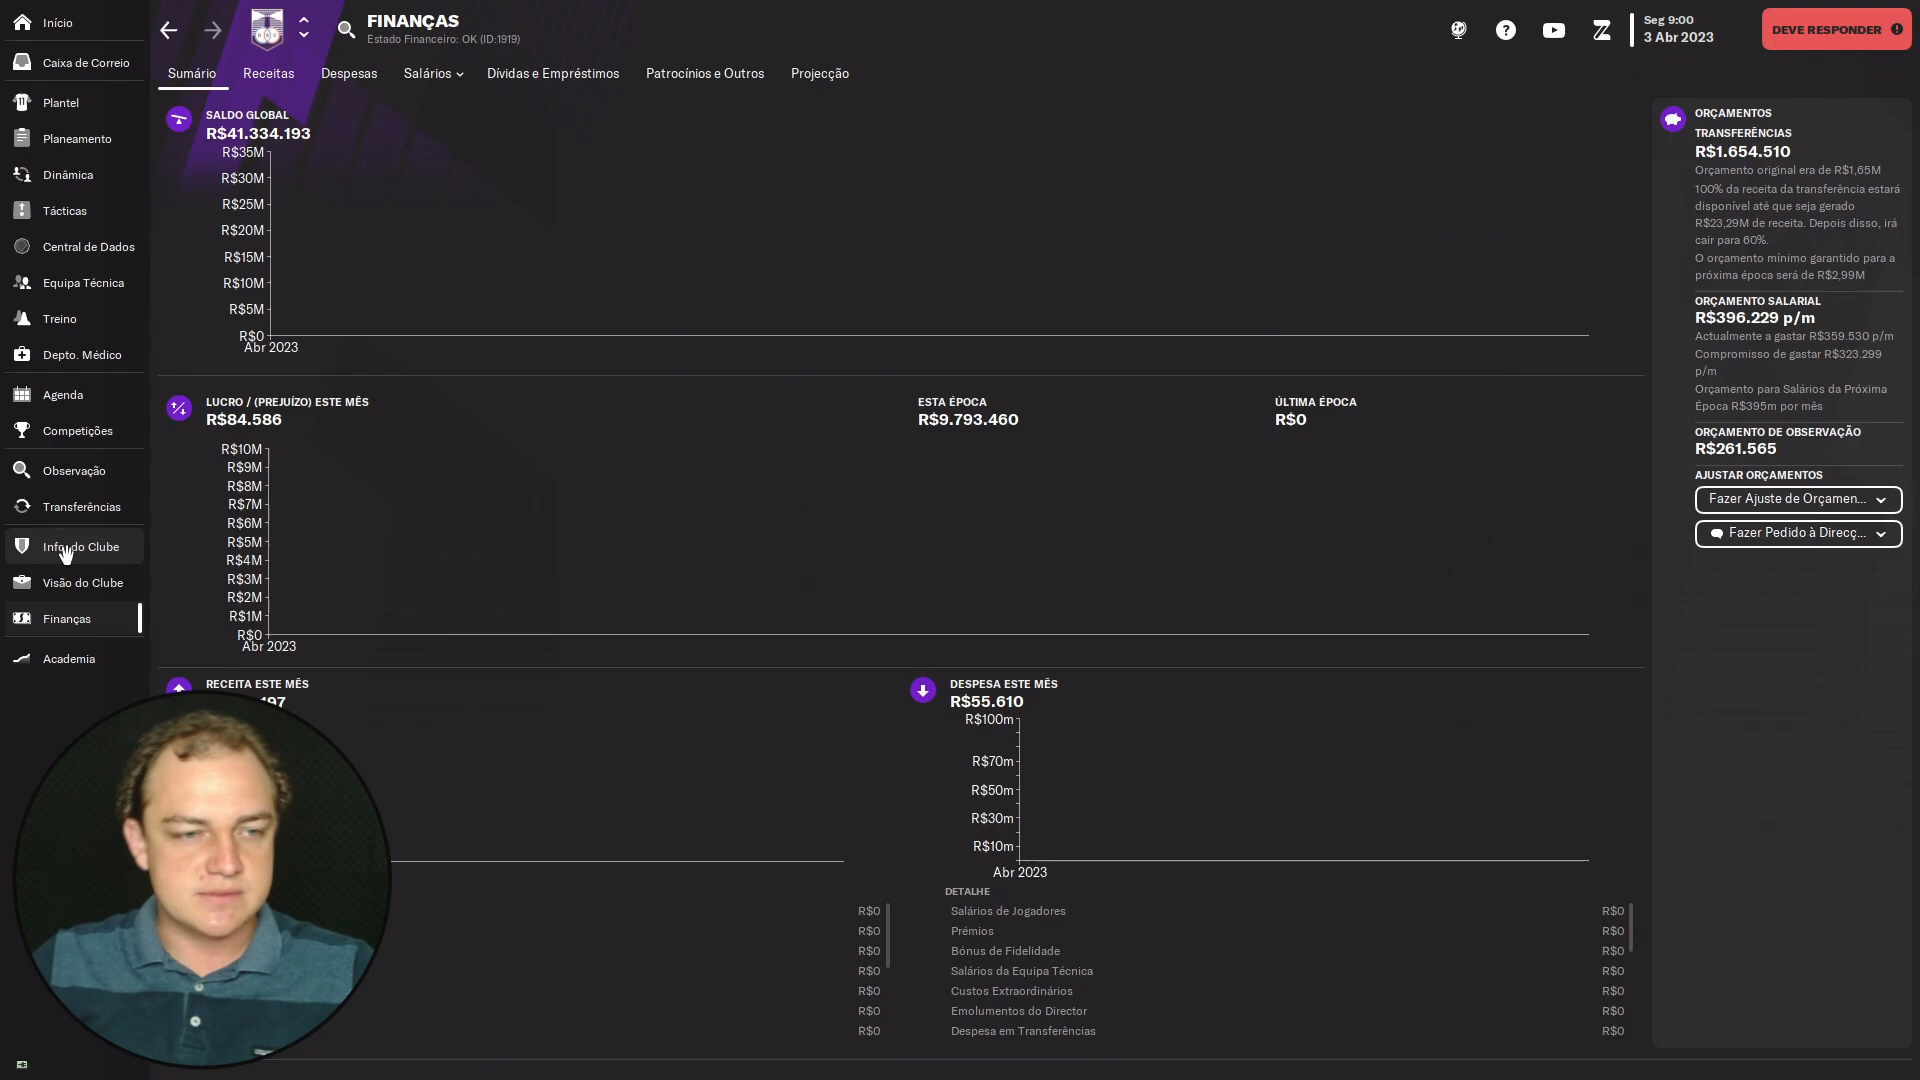 Início
Caixa de Correio
Plantel
Planeamento
Dinâmica
Tácticas
Central de Dados
Equipa Técnica
Treino
Depto. Médico
Agenda
Competições
Observação
Transferências
Info do Clube
Visão do Clube
Finanças
Academia
FINANÇAS
Estado Financeiro: OK (ID:1919)
Seg 9:00
3 Abr 2023
DEVE RESPONDER
Sumário
Receitas
Despesas
Salários
Dívidas e Empréstimos
Patrocínios e Outros
Projecção
SALDO GLOBAL
R$41.334.193
R$35M
R$30M
R$25M
R$20M
R$15M
R$10M
R$5M
R$0
Abr 2023
LUCRO / (PREJUÍZO) ESTE MÊS
R$84.586
ESTA ÉPOCA
R$9.793.460
ÚLTIMA ÉPOCA
R$0
R$10M
R$9M
R$8M
R$7M
R$6M
R$5M
R$4M
R$3M
R$2M
R$1M
R$0
Abr 2023
RECEITA ESTE MÊS
197
R$0
R$0
R$0
R$0
R$0
R$0
R$0
DESPESA ESTE MÊS
R$55.610
R$100m
R$70m
R$50m
R$30m
R$10m
Abr 2023
DETALHE
Salários de Jogadores R$0
Prémios R$0
Bónus de Fidelidade R$0
Salários da Equipa Técnica R$0
Custos Extraordinários R$0
Emolumentos do Director R$0
Despesa em Transferências R$0
ORÇAMENTOS
TRANSFERÊNCIAS
R$1.654.510
Orçamento original era de R$1,65M
100% da receita da transferência estará
disponível até que seja gerado
R$23,29M de receita. Depois disso, irá
cair para 60%.
O orçamento mínimo garantido para a
próxima época será de R$2,99M
ORÇAMENTO SALARIAL
R$396.229 p/m
Actualmente a gastar R$359.530 p/m
Compromisso de gastar R$323.299
p/m
Orçamento para Salários da Próxima
Época R$395m por mês
ORÇAMENTO DE OBSERVAÇÃO
R$261.565
AJUSTAR ORÇAMENTOS
Fazer Ajuste de Orçamen...
Fazer Pedido à Direcç...